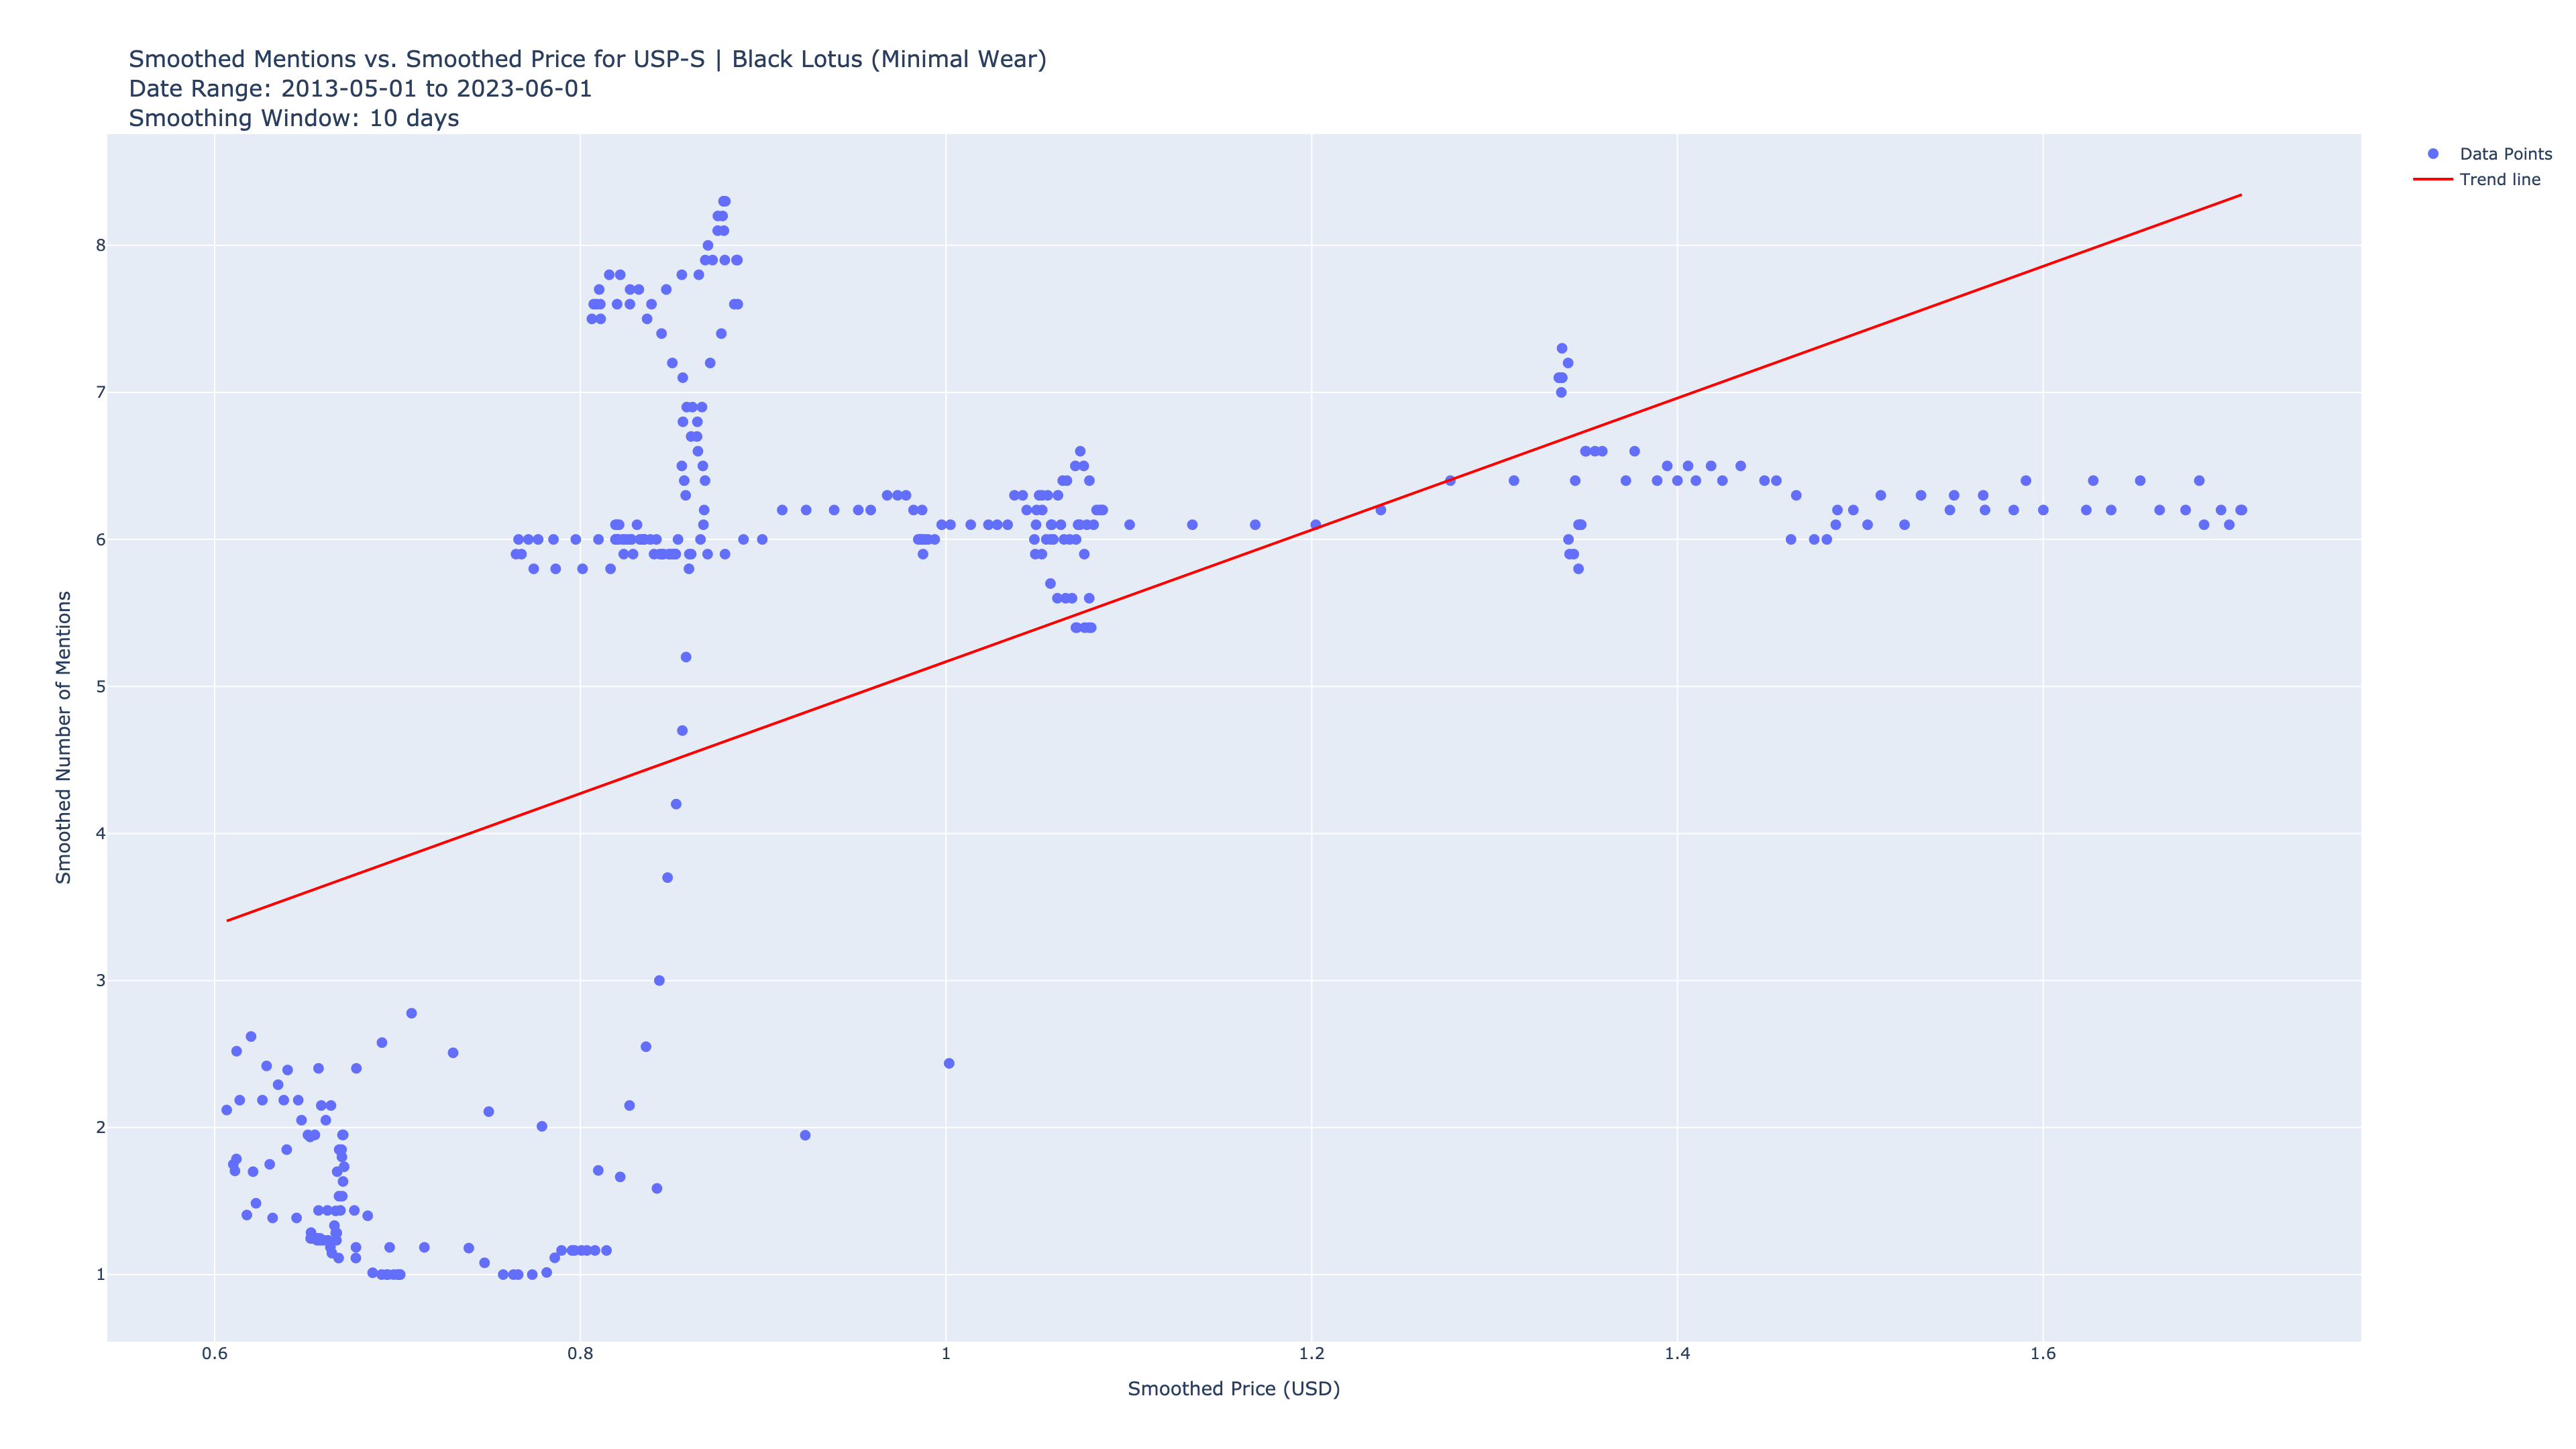 Smoothed Mentions vs. Smoothed Price for USP-S | Black Lotus (Minimal Wear)
Date Range: 2013-05-01 to 2023-06-01
Smoothing Window: 10 days
Data Points
Trend line
8
7
6
5
4
3
2
1
Smoothed Number of Mentions
0.6
0.8
1
1.2
1.4
1.6
Smoothed Price (USD)